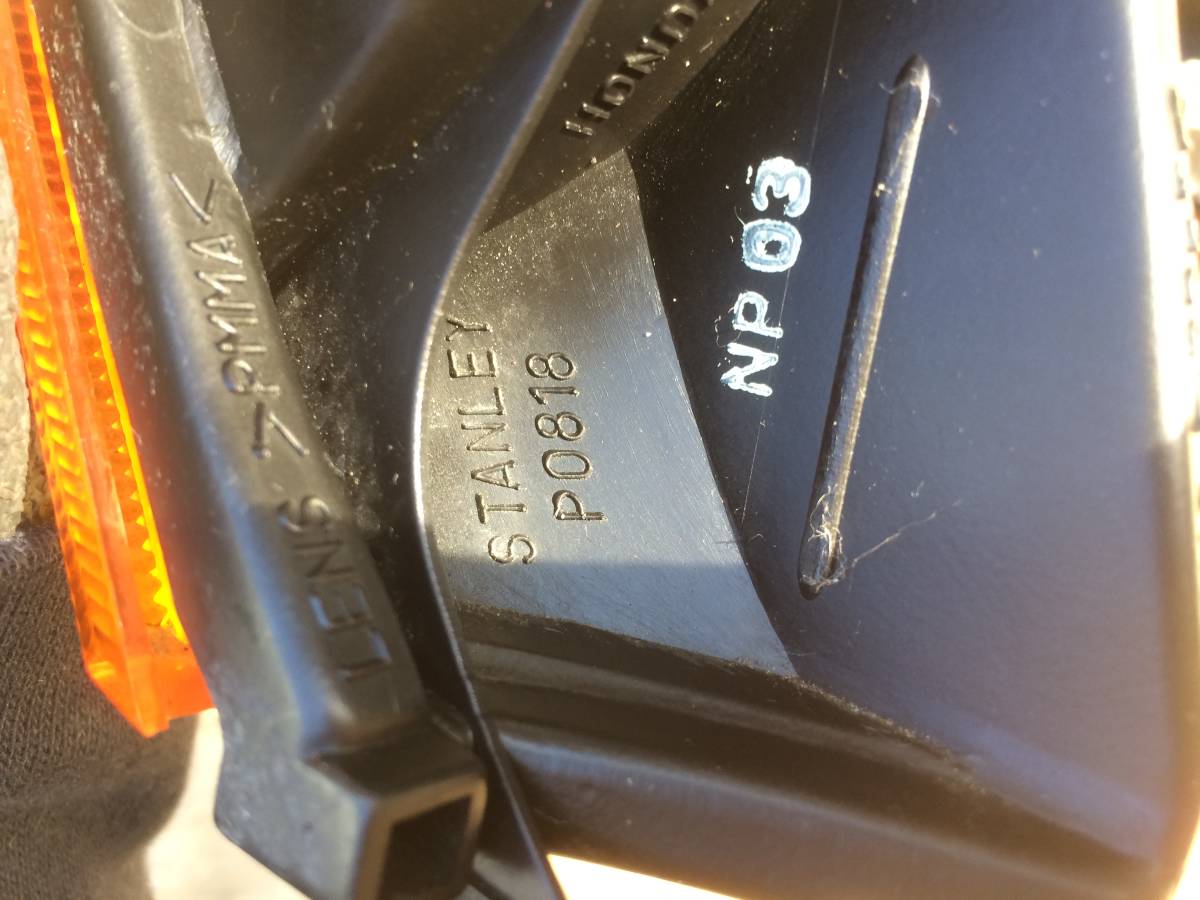 HONDA
NP03
STANLEY
P0818
LENS >PMMA<